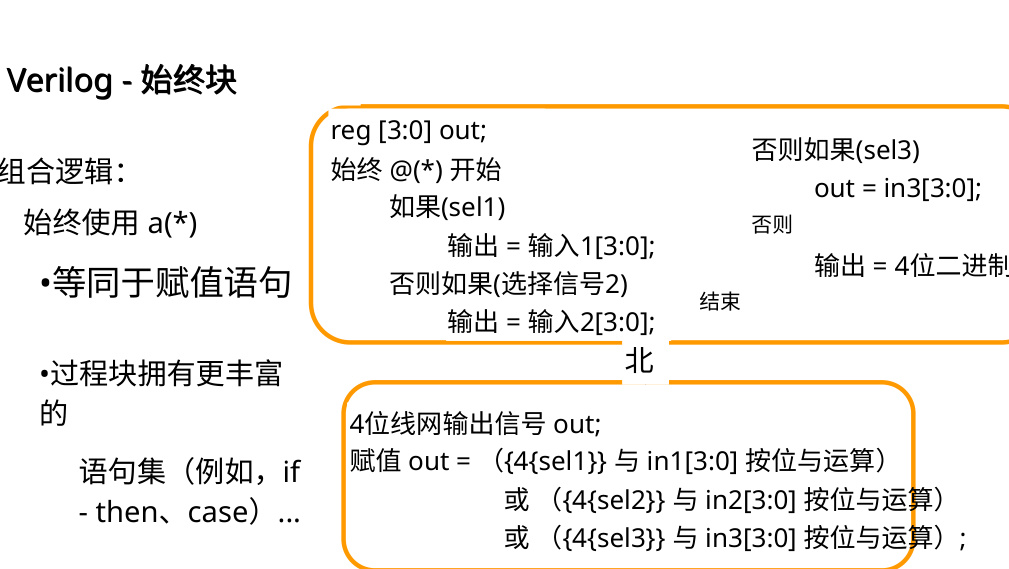 Verilog - 始终块
组合逻辑：
始终使用 a(*)
•等同于赋值语句
•过程块拥有更丰富
的
语句集（例如，if
- then、case）...
reg [3:0] out;
始终 @(*) 开始
如果(sel1)
输出 = 输入1[3:0];
否则如果(选择信号2)
输出 = 输入2[3:0];
否则如果(sel3)
out = in3[3:0];
否则
输出 = 4位二进制
结束
北
4位线网输出信号 out;
赋值 out = （{4{sel1}} 与 in1[3:0] 按位与运算）
或 （{4{sel2}} 与 in2[3:0] 按位与运算）
或 （{4{sel3}} 与 in3[3:0] 按位与运算）;